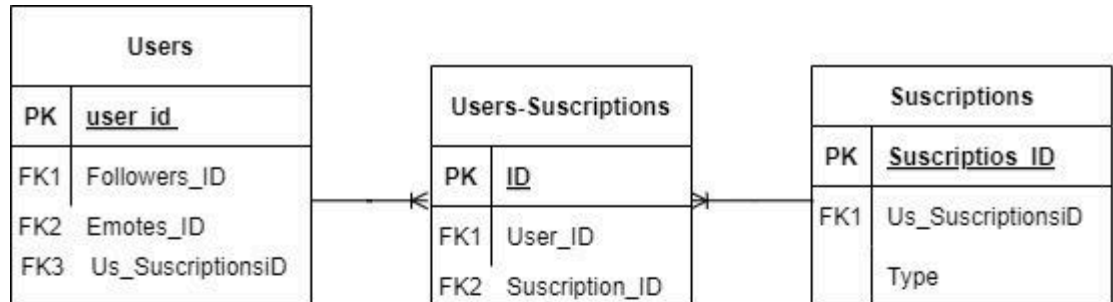 Users
PK user_id
FK1 Followers_ID
FK2 Emotes_ID
FK3 Us_SuscriptionsiD
Users-Suscriptions
PK ID
FK1 User_ID
FK2 Suscription_ID
Suscriptions
PK Suscriptios_ID
FK1 Us_SuscriptionsiD
Type